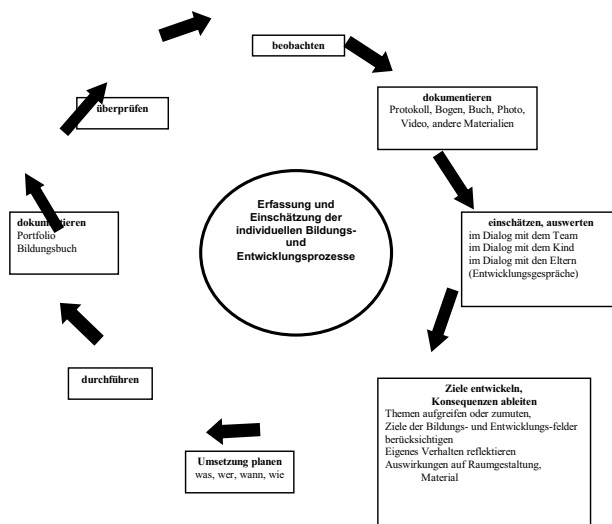 beobachten
dokumentieren
Protokoll, Bogen, Buch, Photo,
Video, andere Materialien
einschätzen, auswerten
im Dialog mit dem Team
im Dialog mit dem Kind
im Dialog mit den Eltern
(Entwicklungsgespräche)
Ziele entwickeln,
Konsequenzen ableiten
Themen aufgreifen oder zumuten,
Ziele der Bildungs- und Entwicklungs-felder
berücksichtigen
Eigenes Verhalten reflektieren
Auswirkungen auf Raumgestaltung,
Material
Umsetzung planen
was, wer, wann, wie
durchführen
dokumentieren
Portfolio
Bildungsbuch
überprüfen
Erfassung und
Einschätzung der
individuellen Bildungs-
und
Entwicklungsprozesse